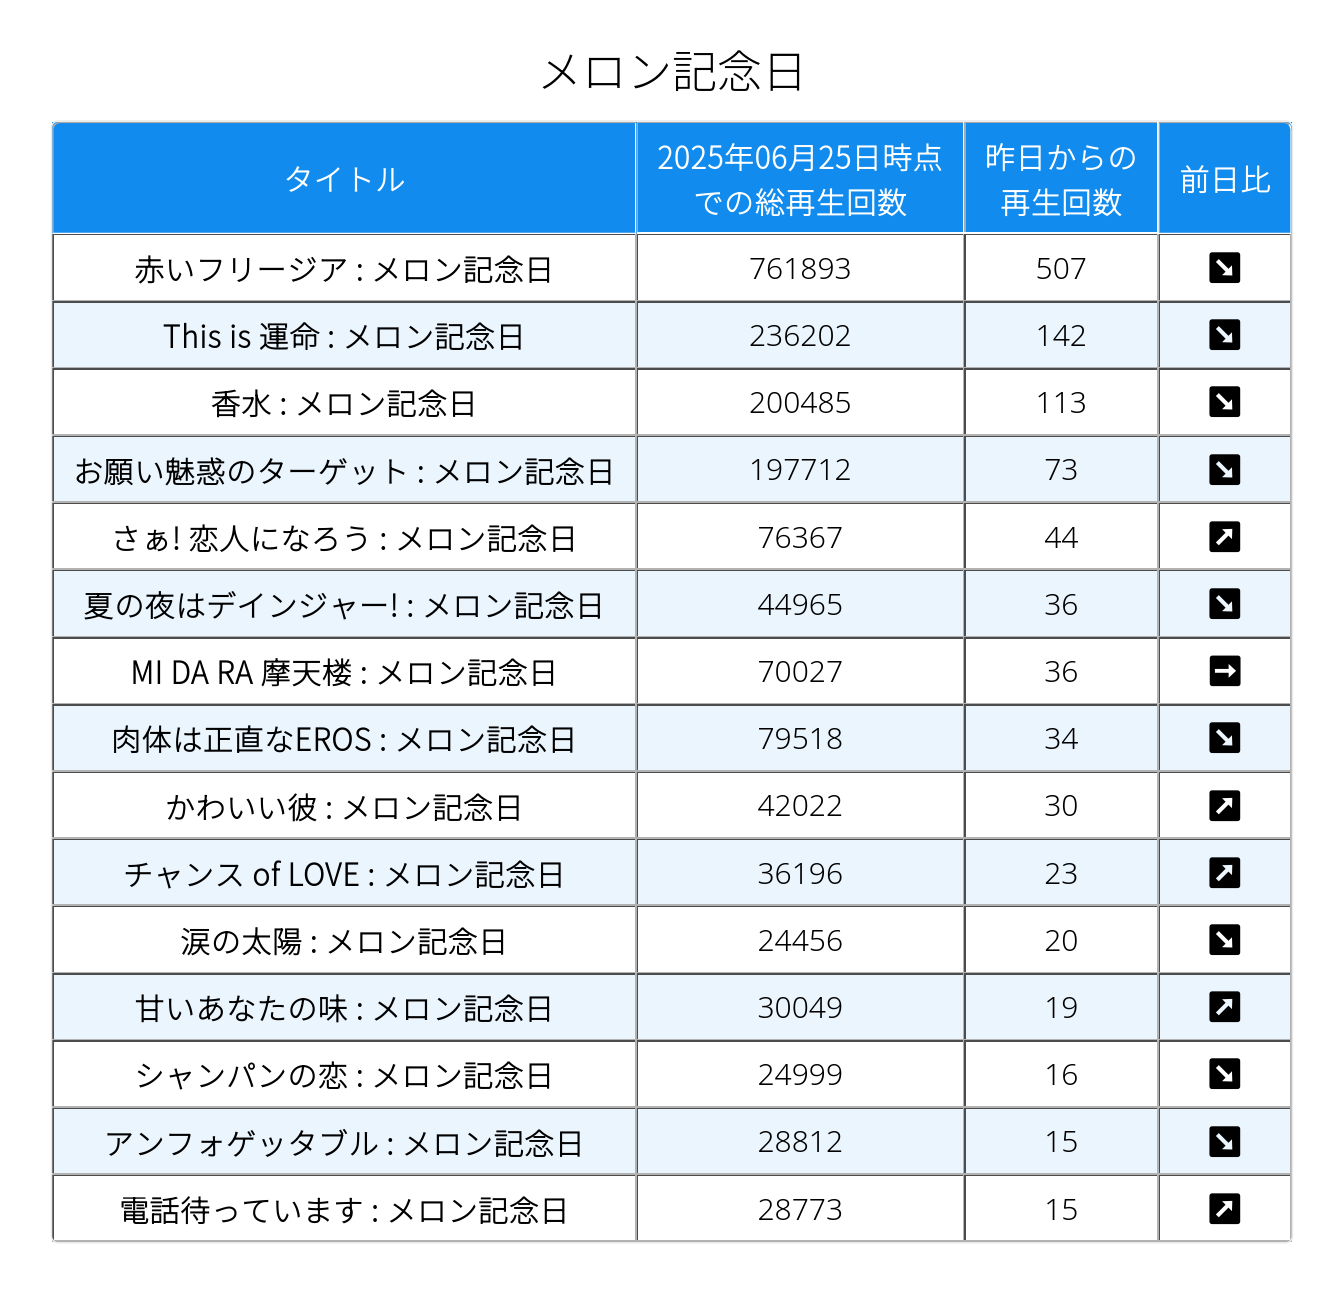 メロン記念日
タイトル
2025年06月25日時点
での総再生回数
昨日からの
再生回数
前日比
赤いフリージア : メロン記念日 761893 507 ↘
This is 運命 : メロン記念日 236202 142 ↘
香水 : メロン記念日 200485 113 ↘
お願い魅惑のターゲット : メロン記念日 197712 73 ↘
さぁ! 恋人になろう : メロン記念日 76367 44 ↗
夏の夜はデインジャー! : メロン記念日 44965 36 ↘
MI DA RA 摩天楼 : メロン記念日 70027 36 →
肉体は正直なEROS : メロン記念日 79518 34 ↘
かわいい彼 : メロン記念日 42022 30 ↗
チャンス of LOVE : メロン記念日 36196 23 ↗
涙の太陽 : メロン記念日 24456 20 ↘
甘いあなたの味 : メロン記念日 30049 19 ↗
シャンパンの恋 : メロン記念日 24999 16 ↘
アンフォゲッタブル : メロン記念日 28812 15 ↘
電話待っています : メロン記念日 28773 15 ↗